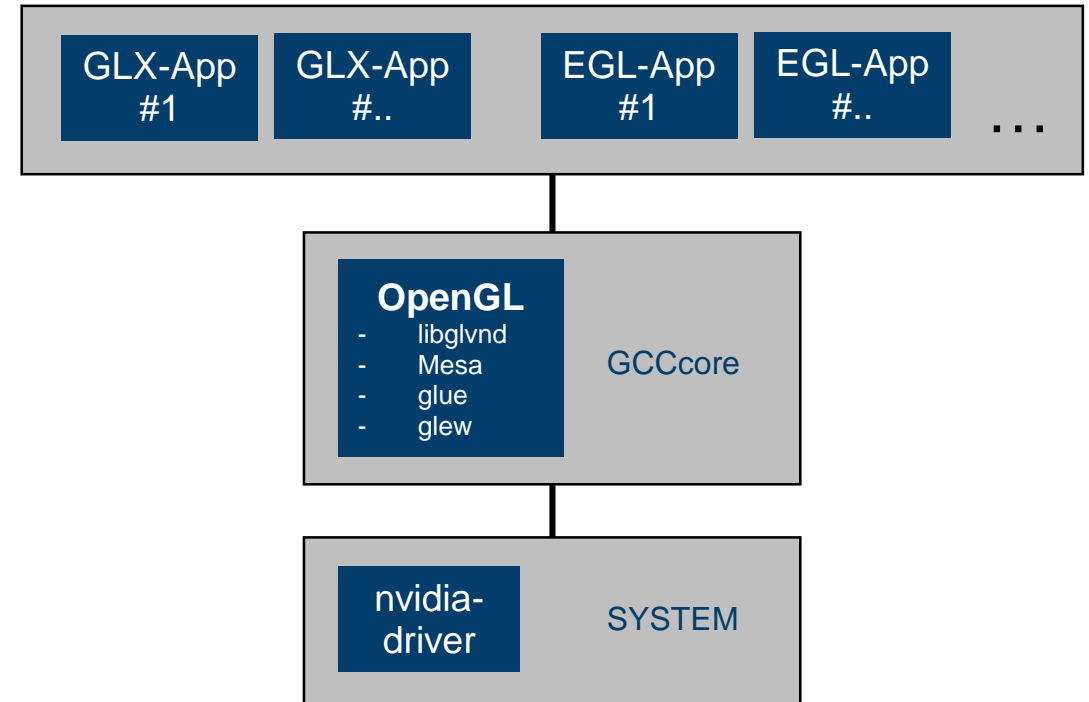 GLX-App
#1
GLX-App
#..
EGL-App
#1
EGL-App
#..
...
OpenGL
- libglvnd
- Mesa
- glue
- glew
GCCcore
nvidia-
driver
SYSTEM